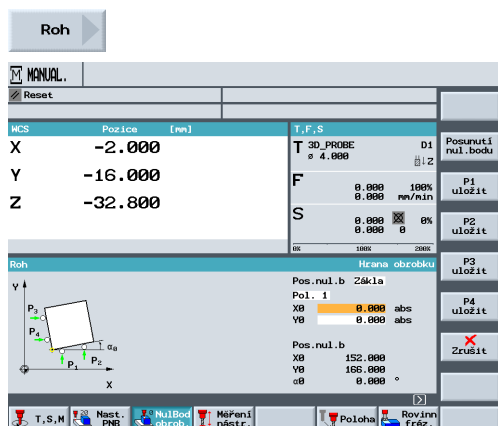 Roh
M MANUAL.
Reset
WCS Pozice [mm] T,F,S
X -2.000
Y -16.000
Z -32.800
T 3D_PROBE D1
ø 4.000 Z
F 0.000 100%
0.000 mm/min
S 0.000 0%
0.000 0
0% 100% 200%
Posunutí
nul.bodu
P1
uložit
P2
uložit
P3
uložit
P4
uložit
Zrušit
Roh Hrana obrobku
Y
P3
P4
P1 P2
α0
X
Pos.nul.b Zákla
Pol. 1
X0 0.000 abs
Y0 0.000 abs
Pos.nul.b
X0 152.000
Y0 166.000
α0 0.000 °
T,S,M
Nast.
PNB
NulBod
obrob.
Měření
nástr.
Poloha
Rovinn
fréz.